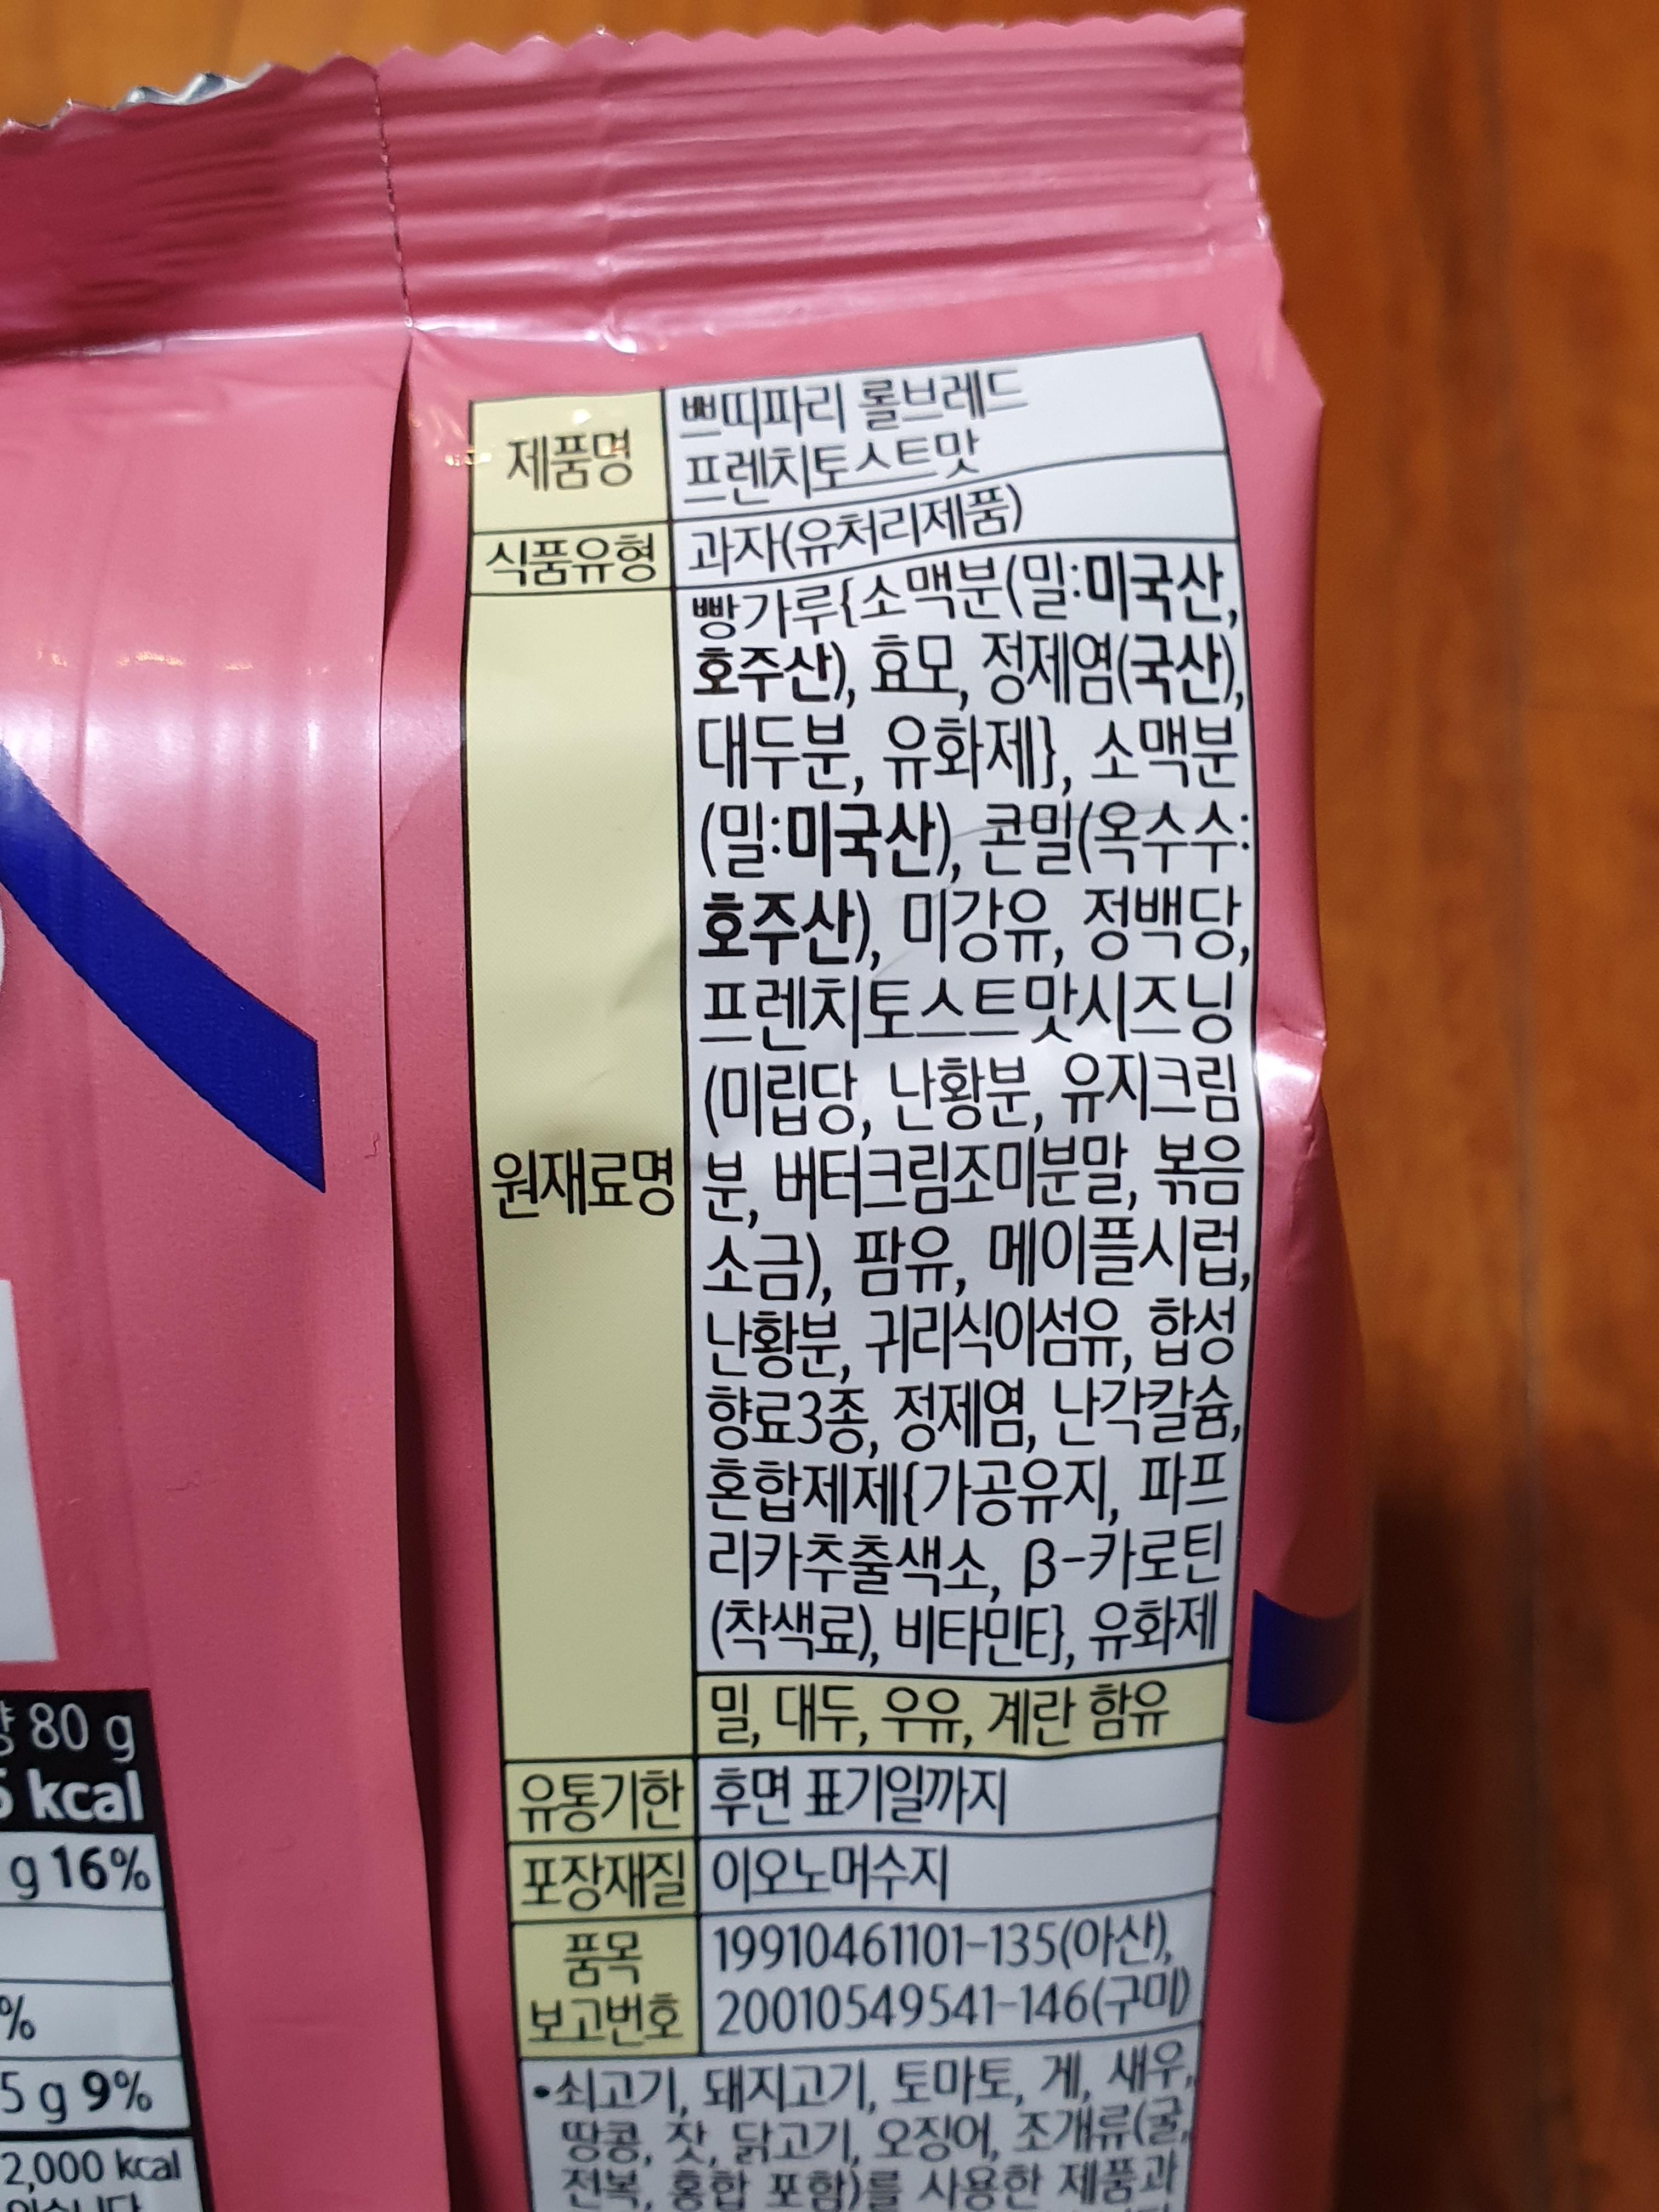 제품명
쁘띠파리 롤브레드
프렌치토스트맛
식품유형
과자(유처리제품)
원재료명
빵가루{소맥분(밀:미국산,
호주산), 효모, 정제염(국산),
대두분, 유화제}, 소맥분
(밀:미국산), 콘밀(옥수수:
호주산), 미강유, 정백당,
프렌치토스트맛시즈닝
(미립당, 난황분, 유지크림
분, 버터크림조미분말, 볶음
소금), 팜유, 메이플시럽,
난황분, 귀리식이섬유, 합성
향료3종, 정제염, 난각칼슘,
혼합제제{가공유지, 파프
리카추출색소, β-카로틴
(착색료), 비타민E}, 유화제
밀, 대두, 우유, 계란 함유
유통기한
후면 표기일까지
포장재질
이오노머수지
품목
보고번호
19910461101-135(아산),
20010549541-146(구미)
•쇠고기, 돼지고기, 토마토, 게, 새우,
땅콩, 잣, 닭고기, 오징어, 조개류(굴,
전복, 홍합 포함)를 사용한 제품과
80 g
kcal
g 16%
%
5 g 9%
2,000 kcal